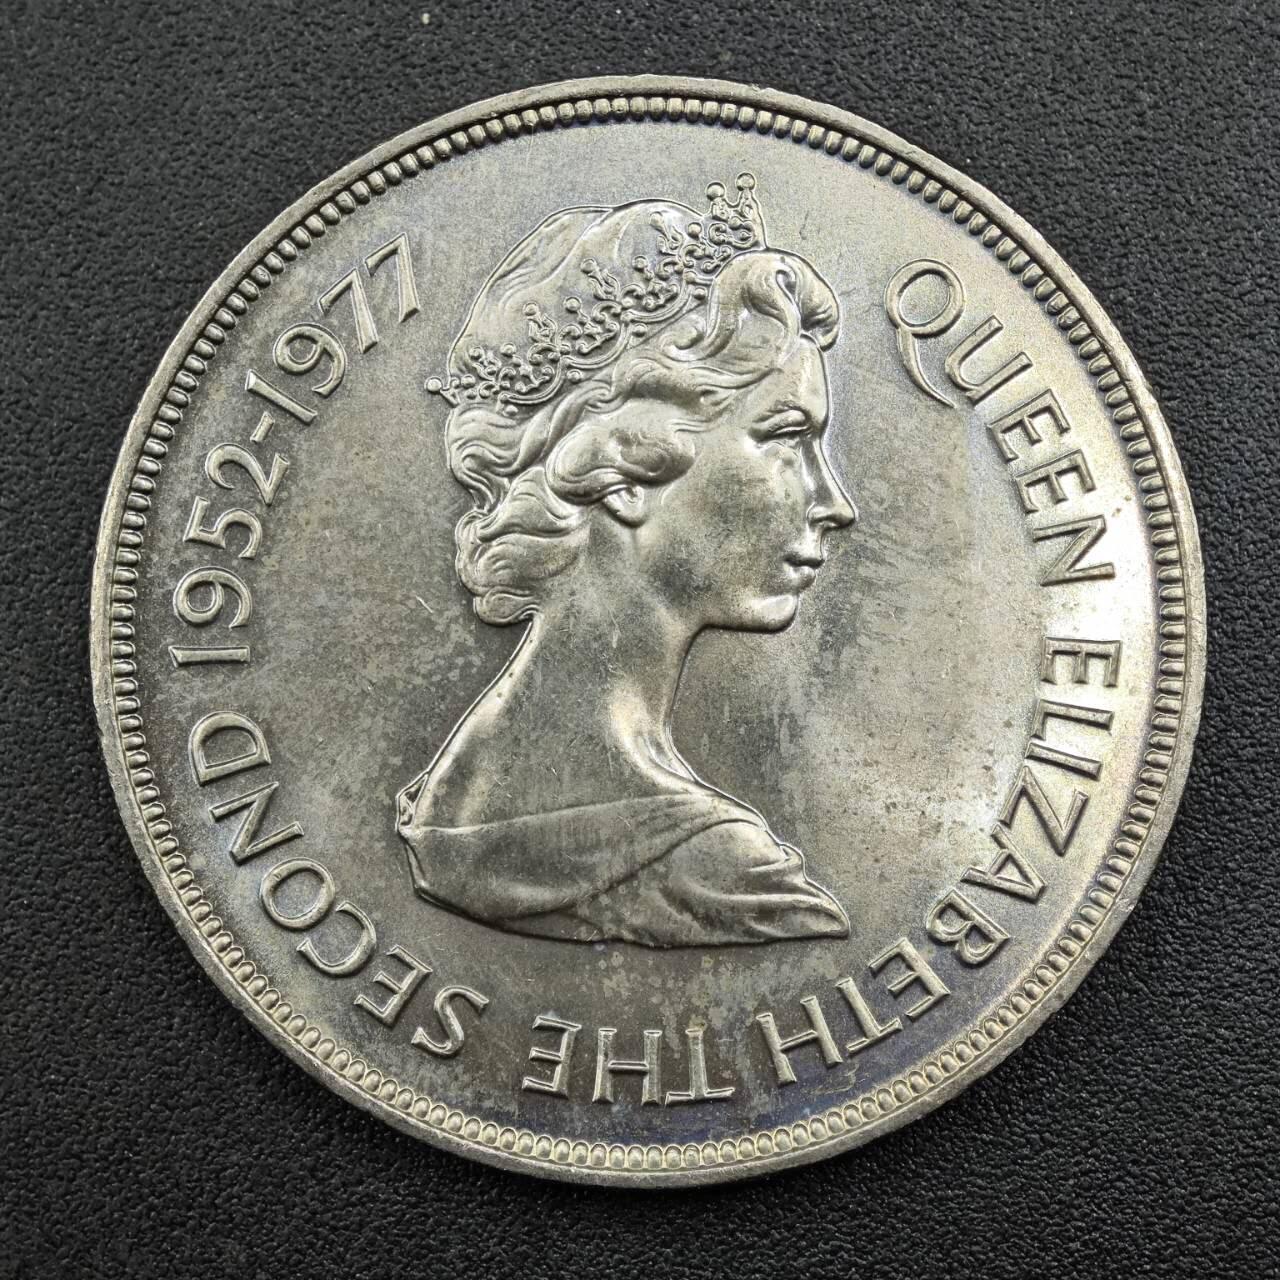 QUEEN ELIZABETH THE SECOND 1952-1977